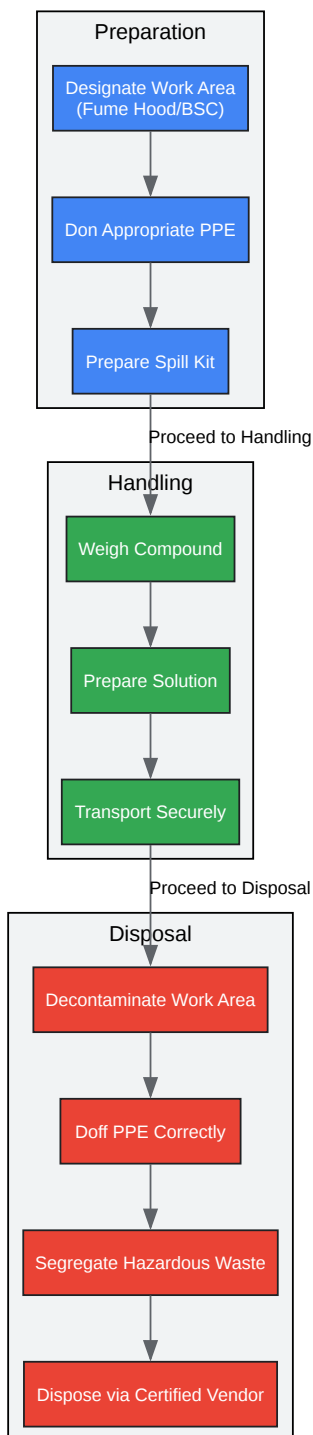 Preparation
Designate Work Area
(Fume Hood/BSC)
Don Appropriate PPE
Prepare Spill Kit
Proceed to Handling
Handling
Weigh Compound
Prepare Solution
Transport Securely
Proceed to Disposal
Disposal
Decontaminate Work Area
Doff PPE Correctly
Segregate Hazardous Waste
Dispose via Certified Vendor